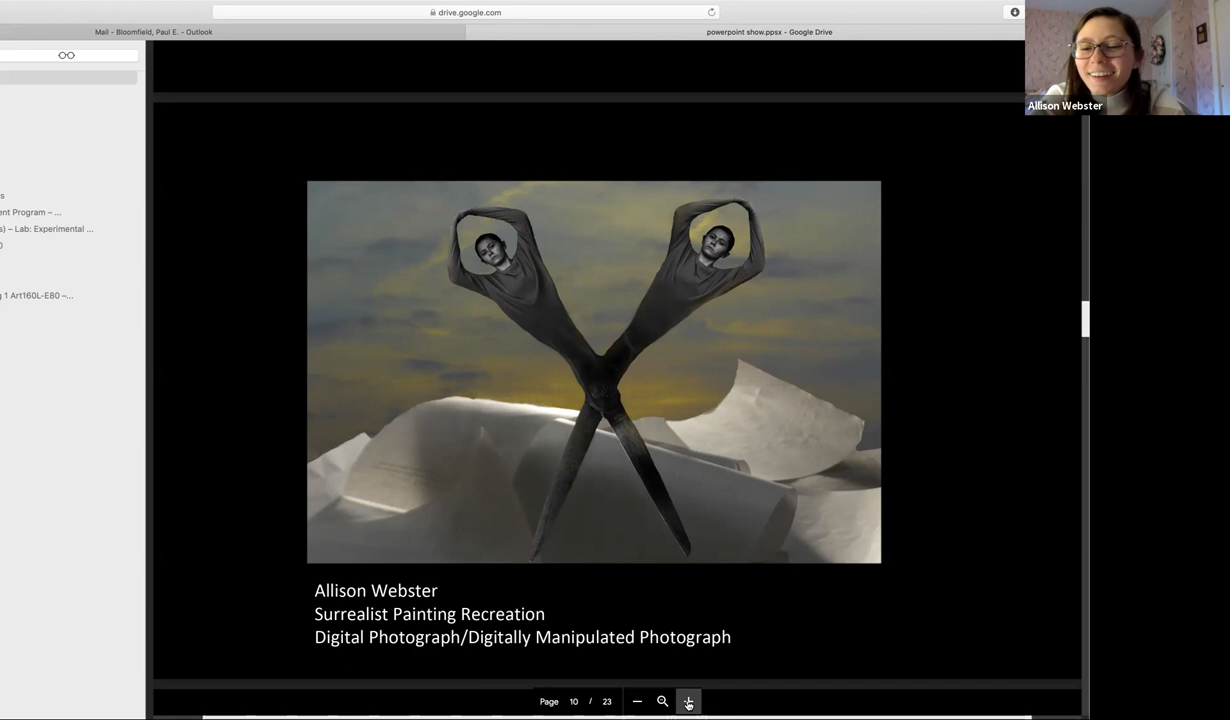 drive.google.com
Mail - Bloomfield, Paul E. - Outlook
powerpoint show.ppsx - Google Drive
Allison Webster
s
ent Program – ...
s) – Lab: Experimental ...
)
g 1 Art160L-E80 –...
Allison Webster
Surrealist Painting Recreation
Digital Photograph/Digitally Manipulated Photograph
Page 10 / 23